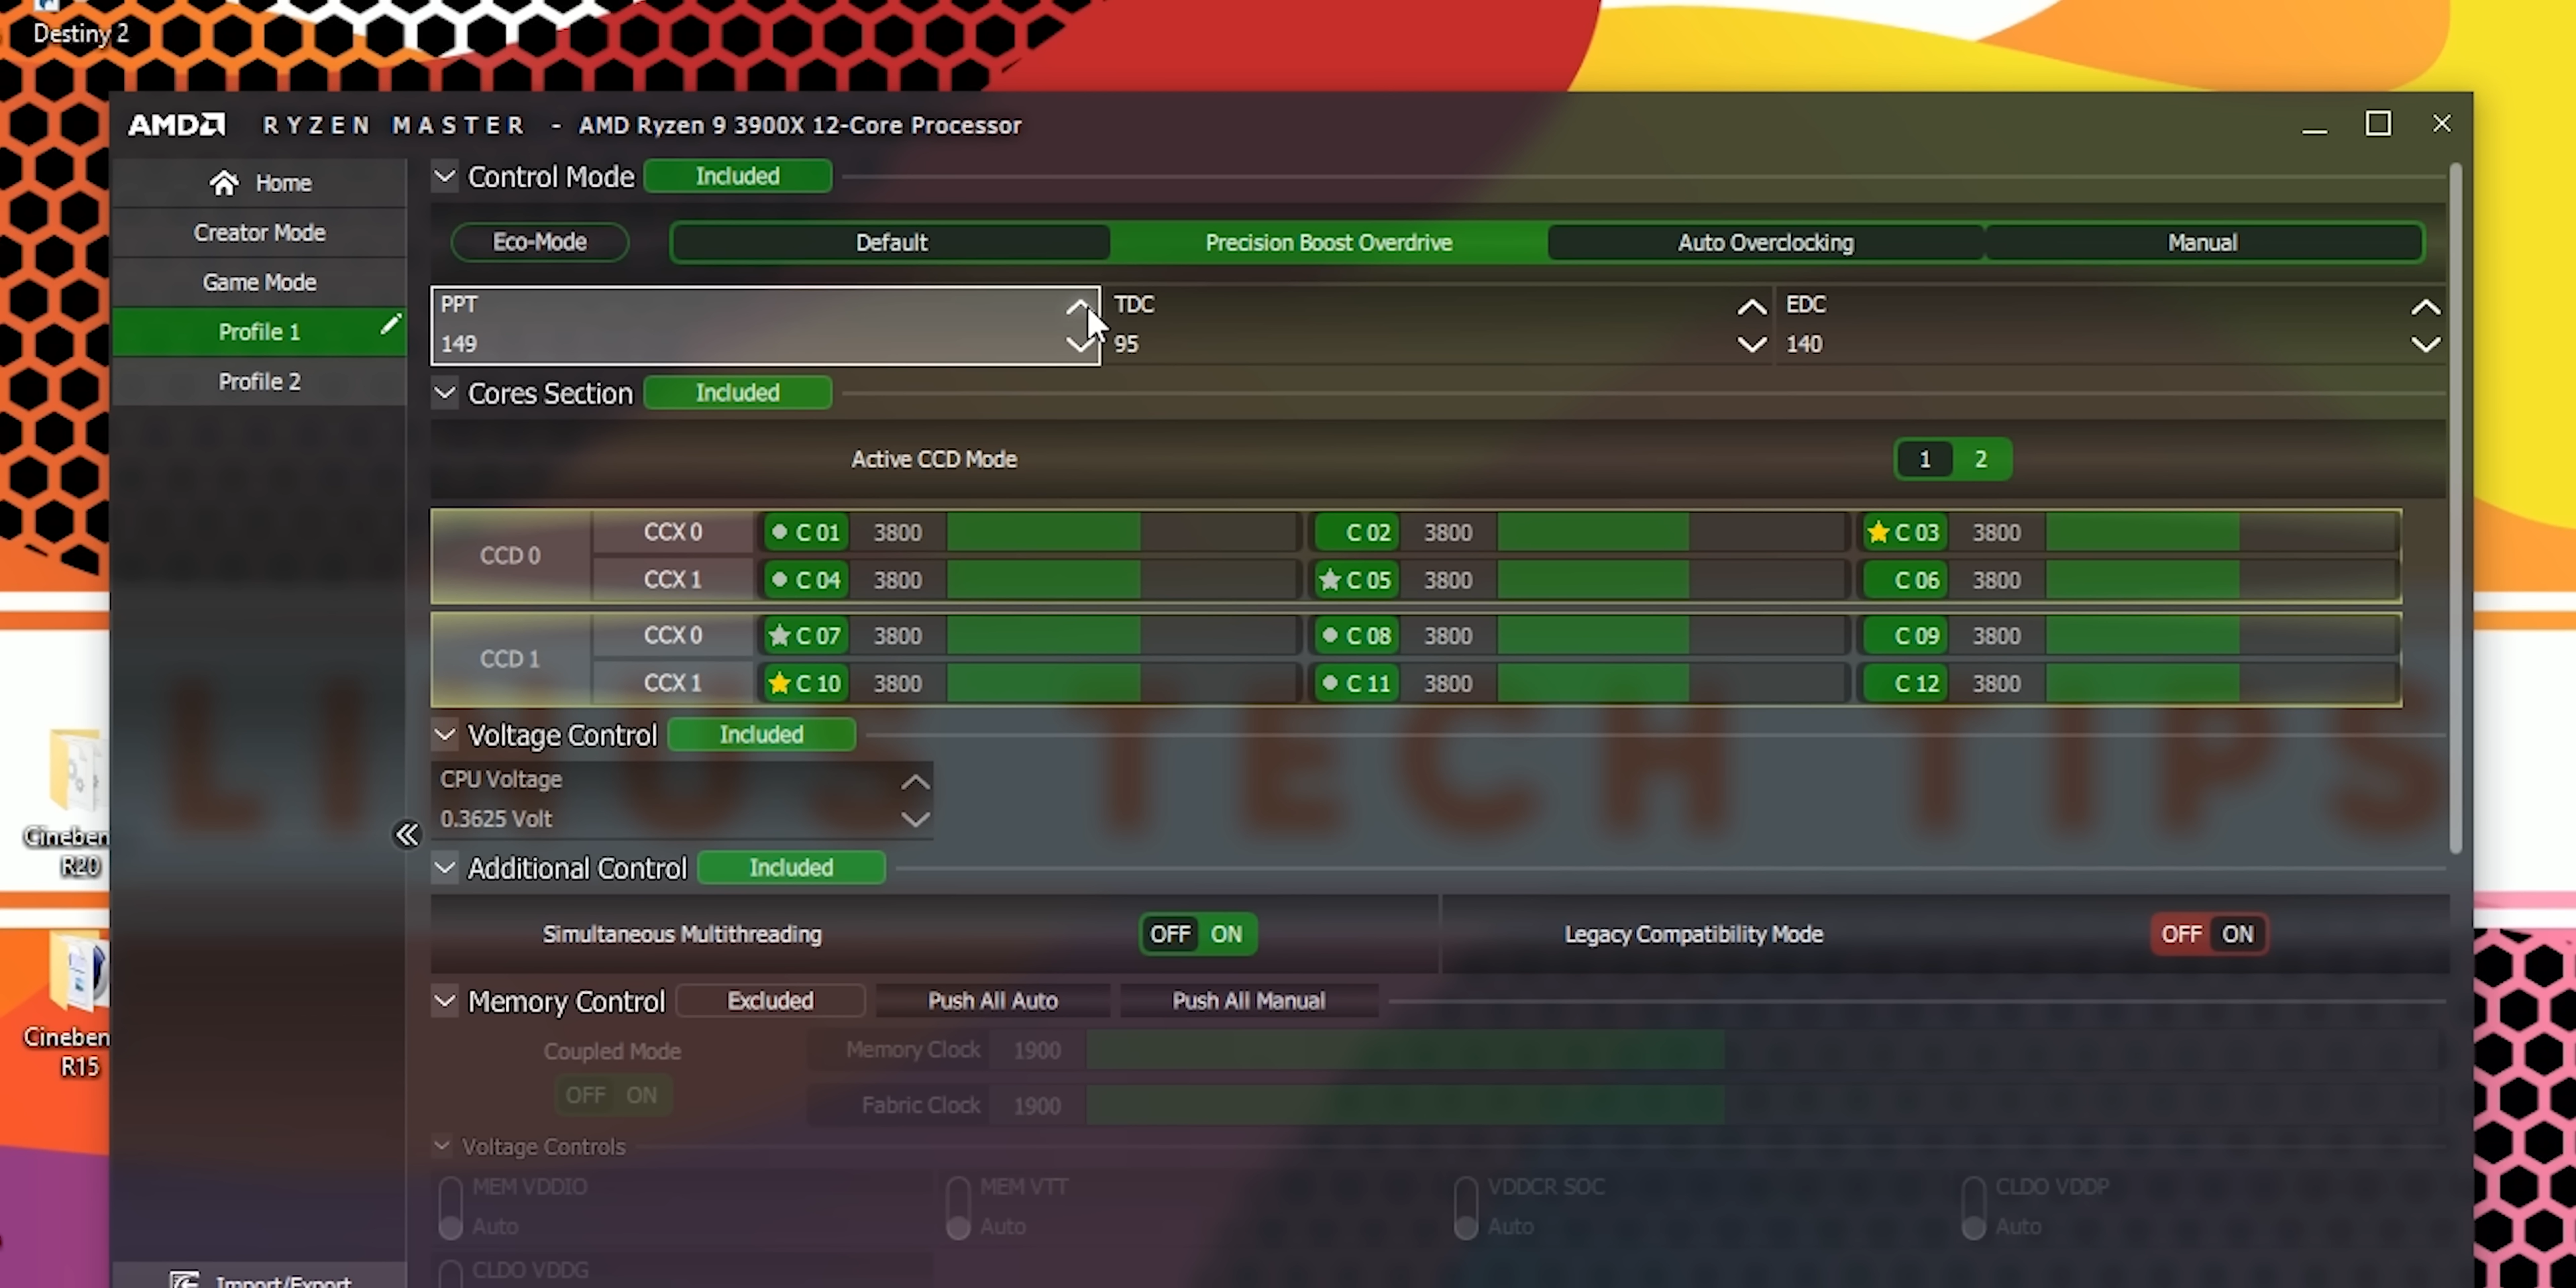 Destiny 2
AMD RYZEN MASTER - AMD Ryzen 9 3900X 12-Core Processor
Home
Creator Mode
Game Mode
Profile 1
Profile 2
Control Mode Included
Eco-Mode Default Precision Boost Overdrive Auto Overclocking Manual
PPT TDC EDC
149 95 140
Cores Section Included
Active CCD Mode 1 2
CCD 0
CCX 0 C 01 3800 C 02 3800 C 03 3800
CCX 1 C 04 3800 C 05 3800 C 06 3800
CCD 1
CCX 0 C 07 3800 C 08 3800 C 09 3800
CCX 1 C 10 3800 C 11 3800 C 12 3800
LINUS TECH TIPS
Voltage Control Included
CPU Voltage
0.3625 Volt
Cineben
R20
Additional Control Included
Simultaneous Multithreading OFF ON Legacy Compatibility Mode OFF ON
Memory Control Excluded Push All Auto Push All Manual
Cineben
R15
Coupled Mode Memory Clock 1900
OFF ON Fabric Clock 1900
Voltage Controls
MEM VDDIO MEM VTT VDDCR SOC CLDO VDDP
Auto Auto Auto Auto
CLDO VDDG
Import/Export